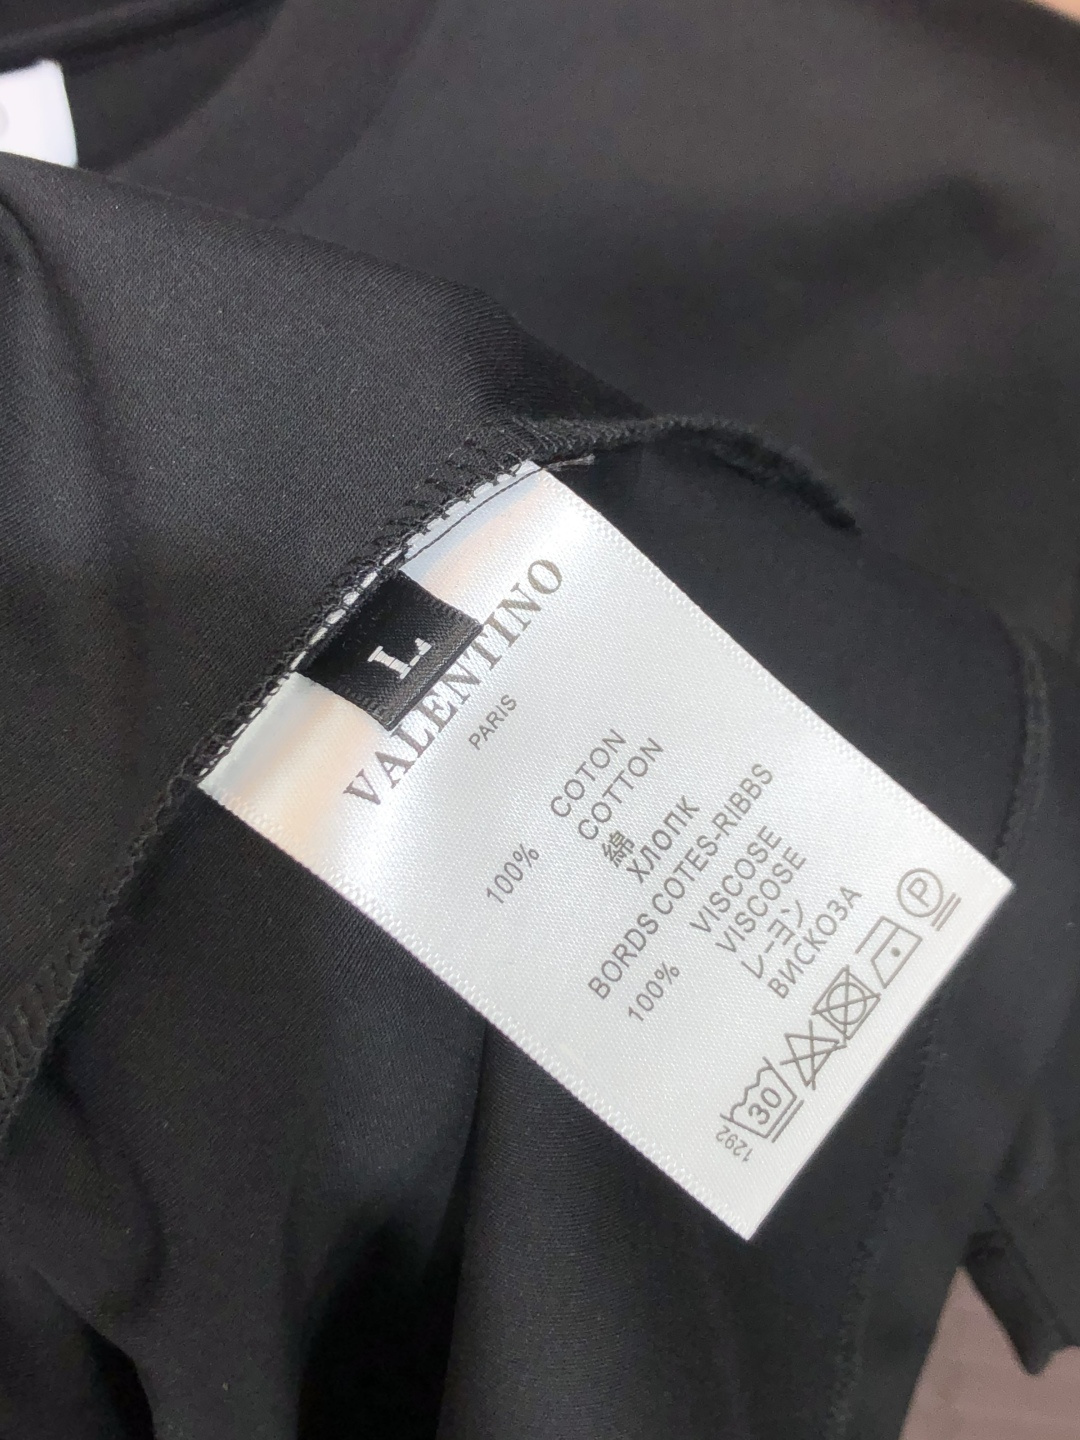 L
VALENTINO
PARIS
COTON
100% COTTON
綿
ХЛОПК
BORDS COTES-RIBBS
VISCOSE
100% VISCOSE
レーヨン
ВИСКОЗА
P
30
1292